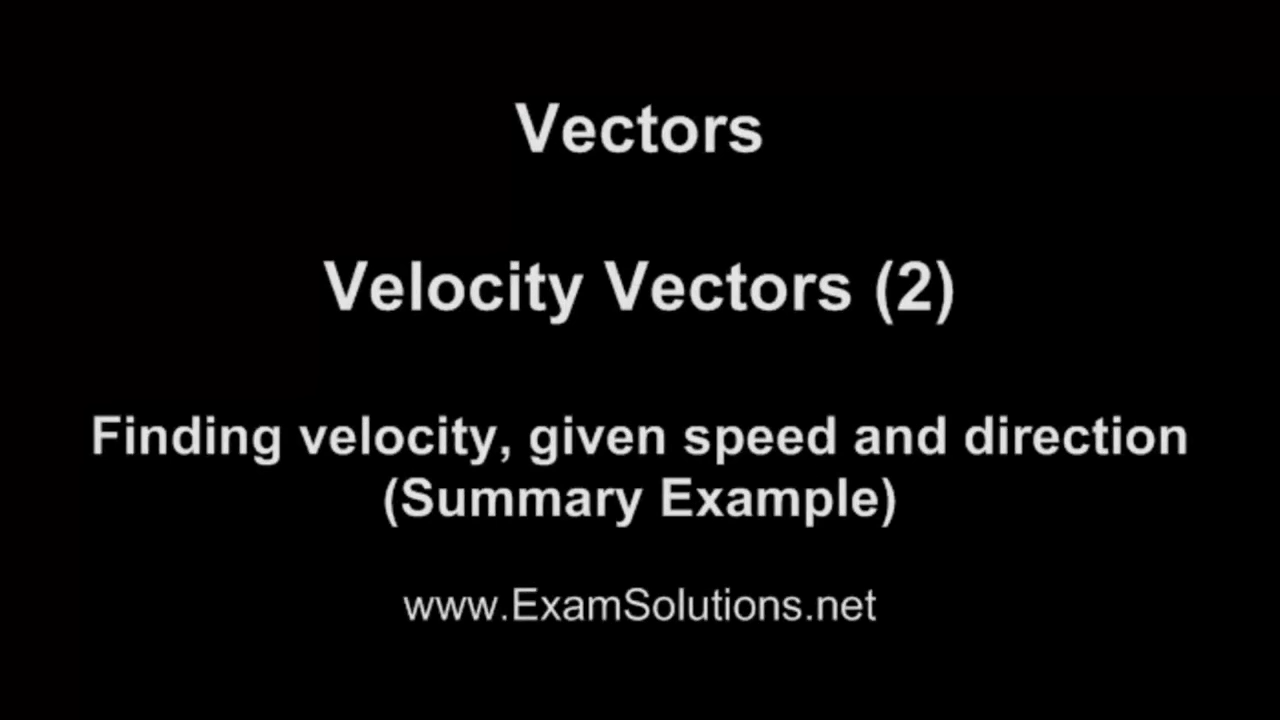 Vectors
Velocity Vectors (2)
Finding velocity, given speed and direction
(Summary Example)
www.ExamSolutions.net